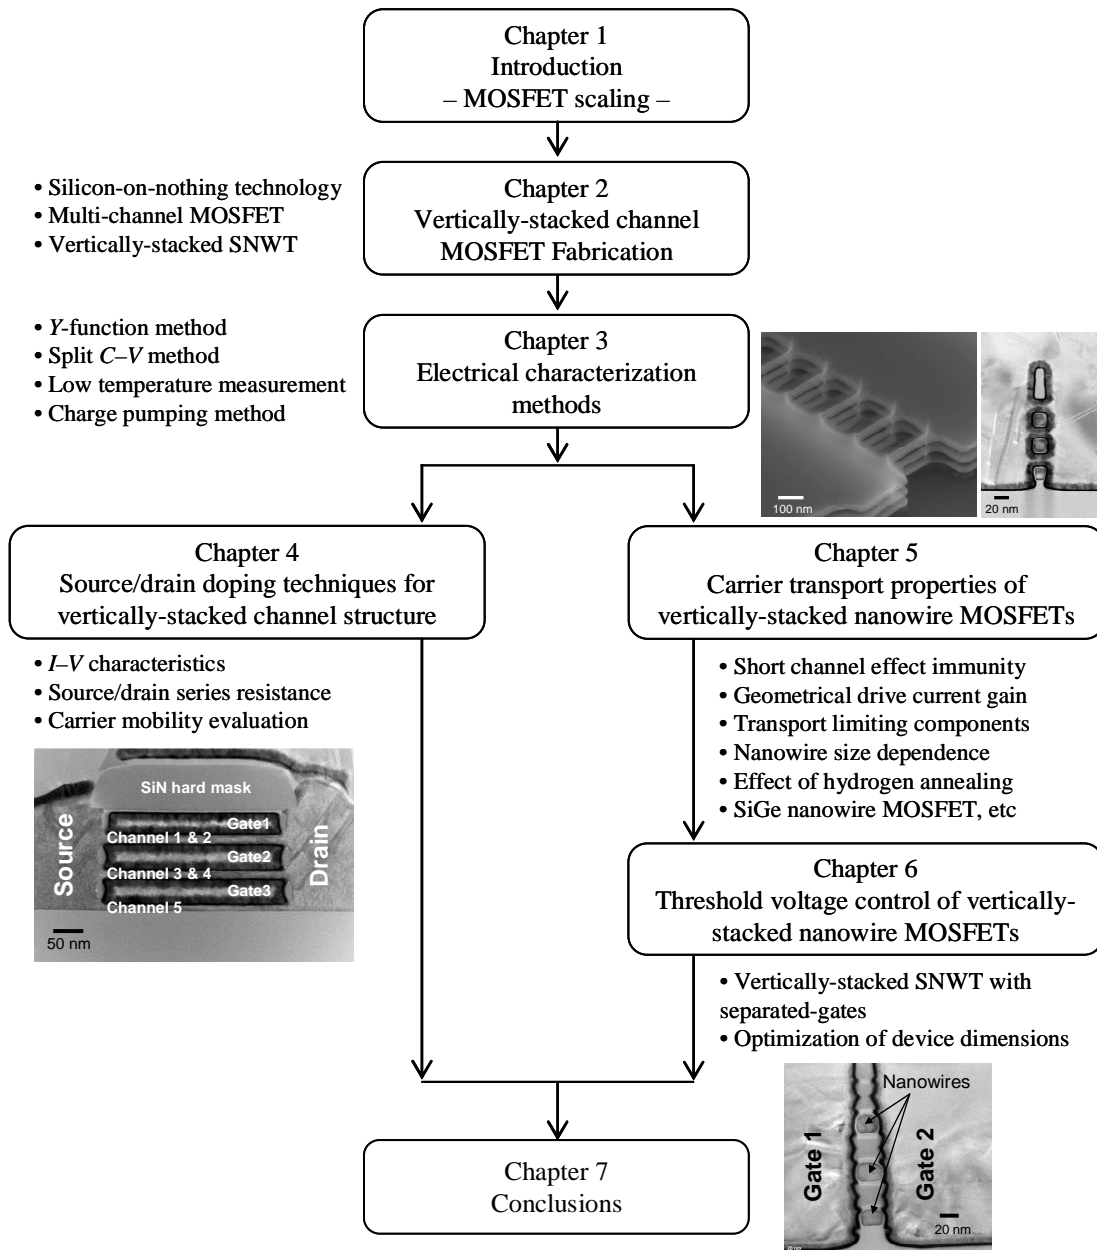 Chapter 1
Introduction
– MOSFET scaling –
• Silicon-on-nothing technology
• Multi-channel MOSFET
• Vertically-stacked SNWT
Chapter 2
Vertically-stacked channel
MOSFET Fabrication
• Y-function method
• Split C–V method
• Low temperature measurement
• Charge pumping method
Chapter 3
Electrical characterization
methods
100 nm
20 nm
Chapter 4
Source/drain doping techniques for
vertically-stacked channel structure
• I–V characteristics
• Source/drain series resistance
• Carrier mobility evaluation
SiN hard mask
Source
Drain
Gate1
Channel 1 & 2
Gate2
Channel 3 & 4
Gate3
Channel 5
50 nm
Chapter 5
Carrier transport properties of
vertically-stacked nanowire MOSFETs
• Short channel effect immunity
• Geometrical drive current gain
• Transport limiting components
• Nanowire size dependence
• Effect of hydrogen annealing
• SiGe nanowire MOSFET, etc
Chapter 6
Threshold voltage control of vertically-
stacked nanowire MOSFETs
• Vertically-stacked SNWT with
separated-gates
• Optimization of device dimensions
Nanowires
Gate 1
Gate 2
20 nm
Chapter 7
Conclusions